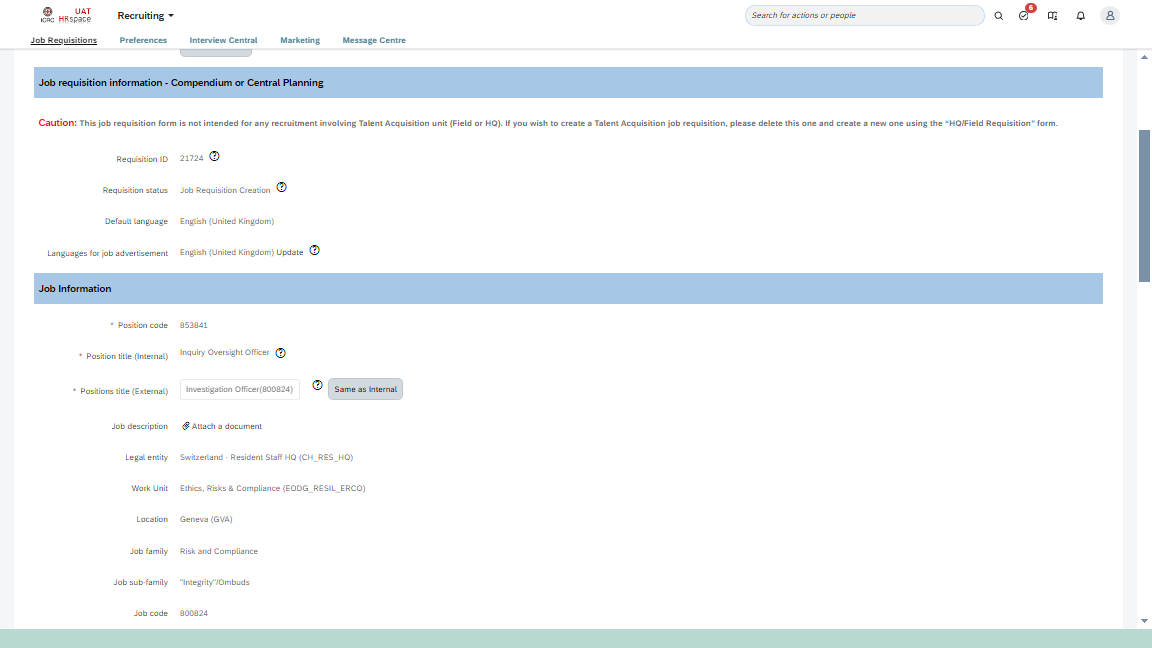 ICRC
UAT
HRspace
Recruiting
Search for actions or people
6
Job Requisitions
Preferences
Interview Central
Marketing
Message Centre
Job requisition information - Compendium or Central Planning
Caution: This job requisition form is not intended for any recruitment involving Talent Acquisition unit (Field or HQ). If you wish to create a Talent Acquisition job requisition, please delete this one and create a new one using the “HQ/Field Requisition” form.
Requisition ID 21724
Requisition status Job Requisition Creation
Default language English (United Kingdom)
Languages for job advertisement English (United Kingdom) Update
Job Information
* Position code 853841
* Position title (Internal) Inquiry Oversight Officer
* Positions title (External) Investigation Officer(800824) Same as Internal
Job description Attach a document
Legal entity Switzerland - Resident Staff HQ (CH_RES_HQ)
Work Unit Ethics, Risks & Compliance (EODG_RESIL_ERCO)
Location Geneva (GVA)
Job family Risk and Compliance
Job sub-family "Integrity"/Ombuds
Job code 800824